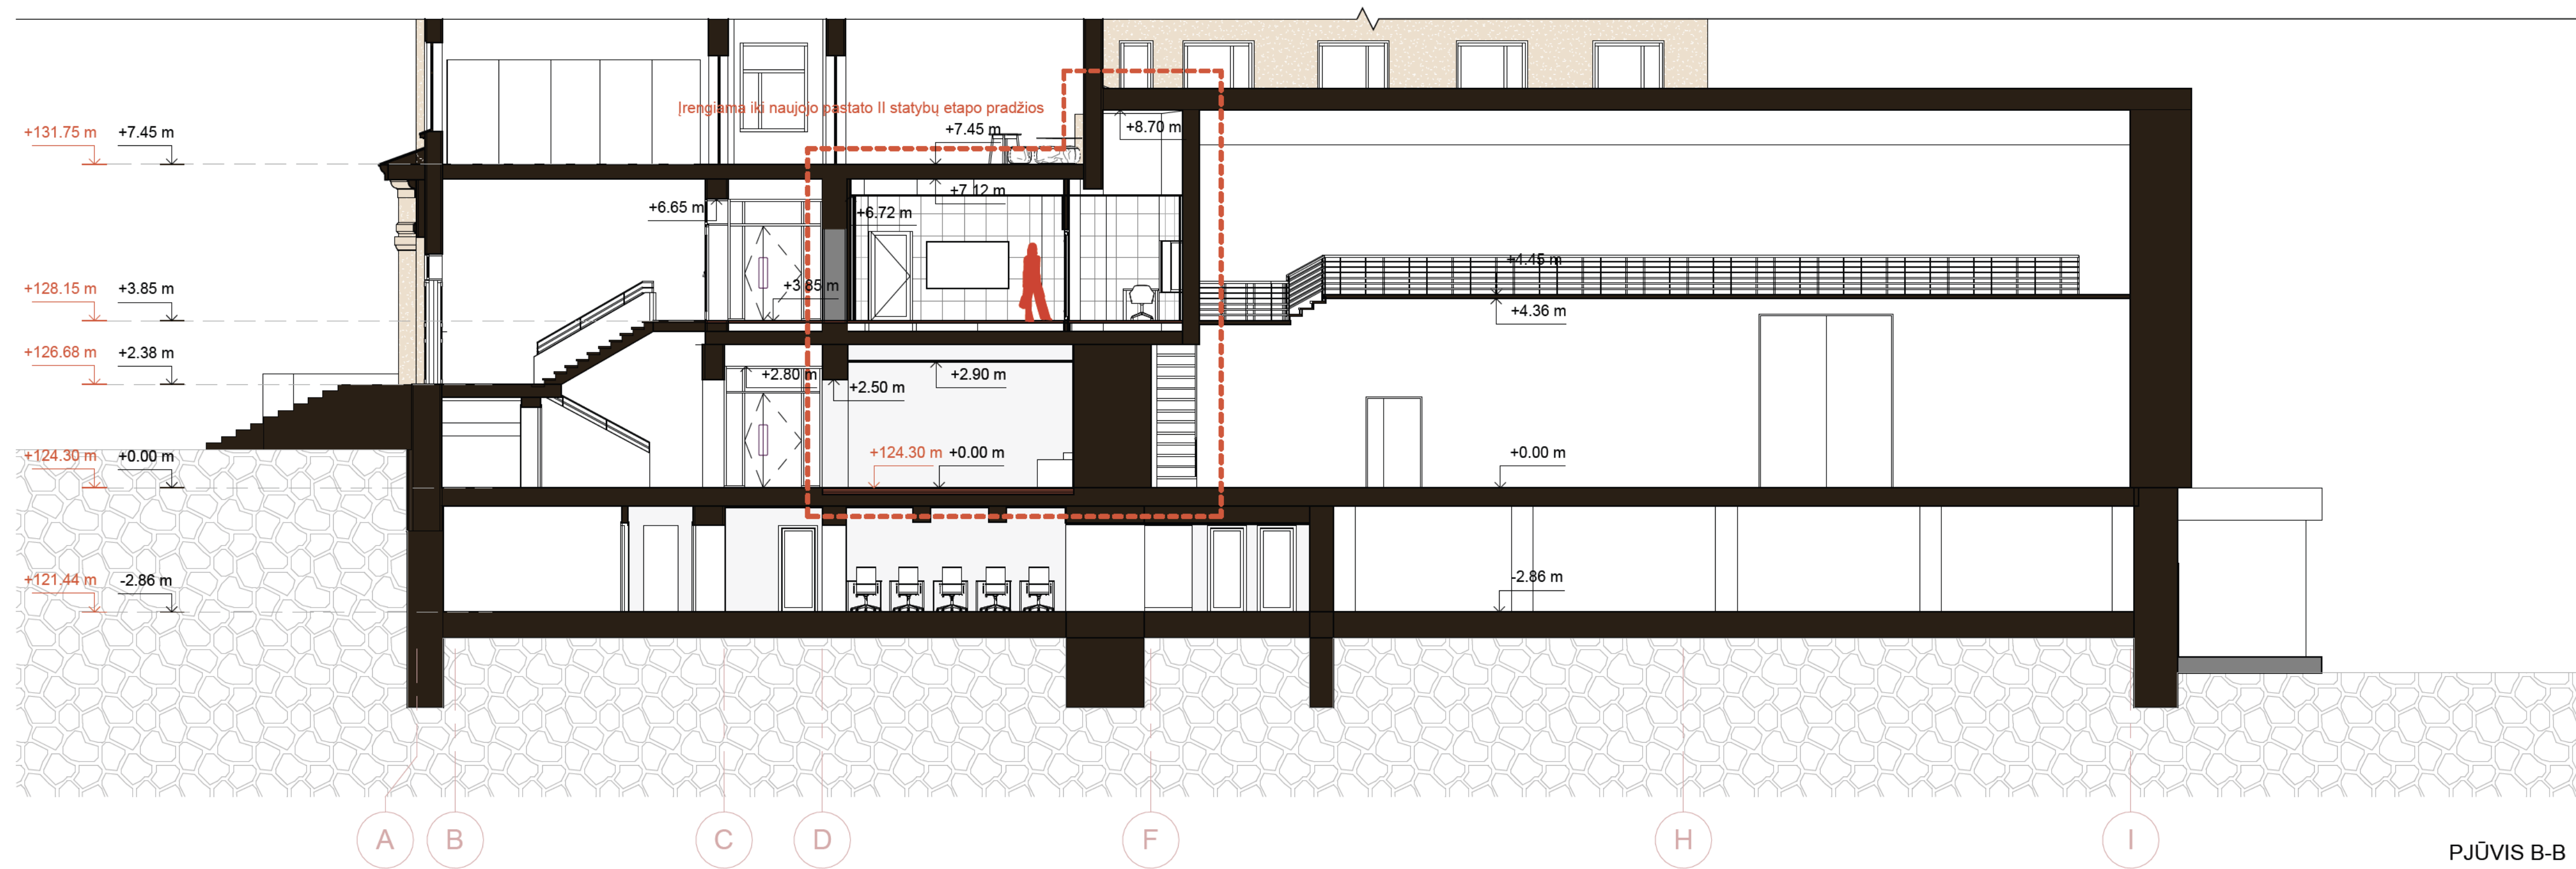 Įrengiama iki naujojo pastato II statybų etapo pradžios
+131.75 m +7.45 m
+7.45 m
+8.70 m
+7.12 m
+6.65 m
+6.72 m
+4.45 m
+128.15 m +3.85 m
+3.85 m
+4.36 m
+126.68 m +2.38 m
+2.80 m
+2.50 m
+2.90 m
+124.30 m +0.00 m
+124.30 m +0.00 m
+0.00 m
+121.44 m -2.86 m
-2.86 m
A B C D F H I
PJŪVIS B-B